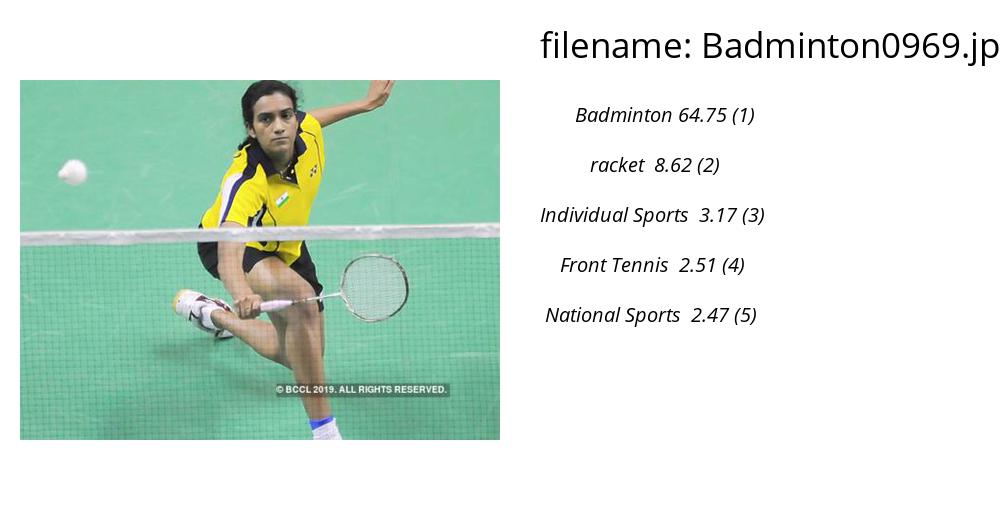 filename: Badminton0969.jp
Badminton 64.75 (1)
racket 8.62 (2)
Individual Sports 3.17 (3)
Front Tennis 2.51 (4)
National Sports 2.47 (5)
© BCCL 2019. ALL RIGHTS RESERVED.